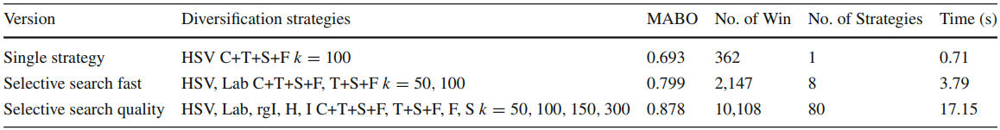 Version Diversification strategies MABO No. of Win No. of Strategies Time (s)
Single strategy HSV C+T+S+F k = 100 0.693 362 1 0.71
Selective search fast HSV, Lab C+T+S+F, T+S+F k = 50, 100 0.799 2,147 8 3.79
Selective search quality HSV, Lab, rgI, H, I C+T+S+F, T+S+F, F, S k = 50, 100, 150, 300 0.878 10,108 80 17.15